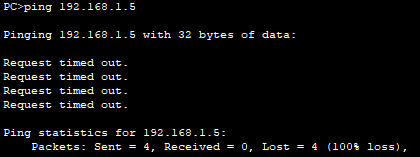 PC>ping 192.168.1.5
Pinging 192.168.1.5 with 32 bytes of data:
Request timed out.
Request timed out.
Request timed out.
Request timed out.
Ping statistics for 192.168.1.5:
Packets: Sent = 4, Received = 0, Lost = 4 (100% loss),